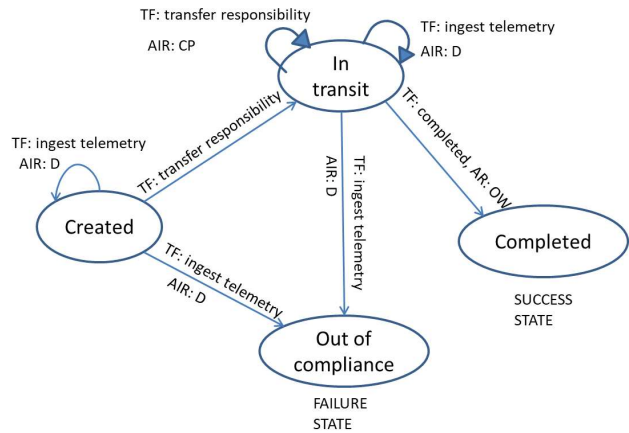 TF: transfer responsibility
AIR: CP
TF: ingest telemetry
AIR: D
In
transit
TF: ingest telemetry
AIR: D
TF: transfer responsibility
TF: completed, AR: OW
TF: ingest telemetry
AIR: D
Created
TF: ingest telemetry
AIR: D
Completed
SUCCESS
STATE
Out of
compliance
FAILURE
STATE